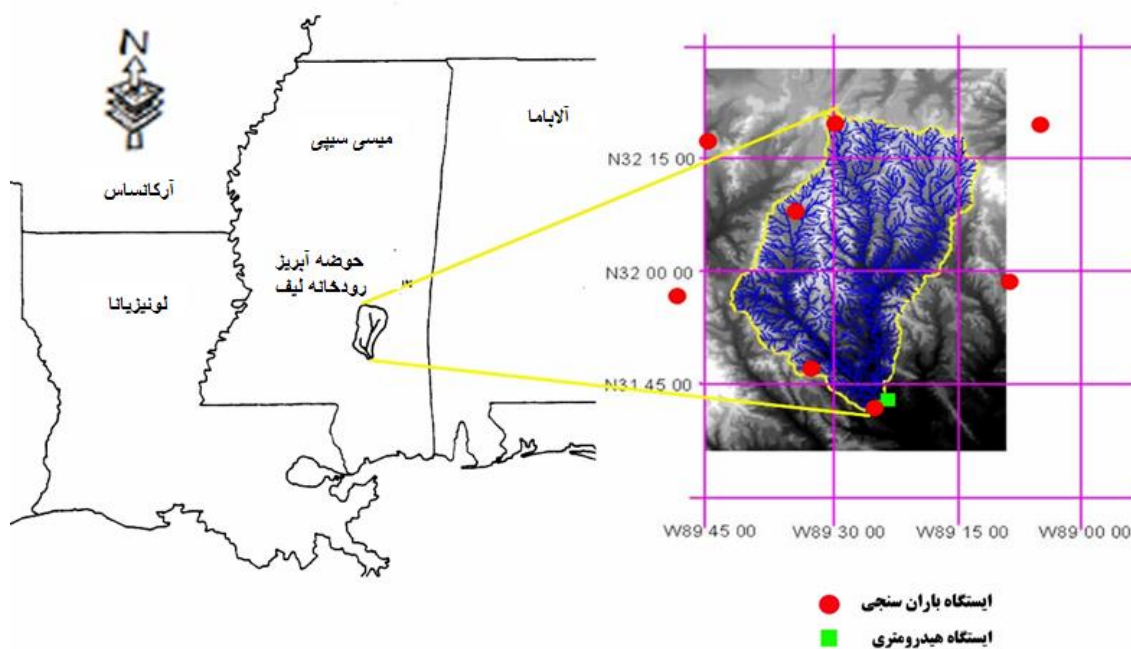 N
آلاباما
میسی سیپی
آرکانساس
حوضه آبریز
رودخانه لیف
لوئیزیانا
N32 15 00
N32 00 00
N31 45 00
W89 45 00
W89 30 00
W89 15 00
W89 00 00
ایستگاه باران سنجی
ایستگاه هیدرومتری